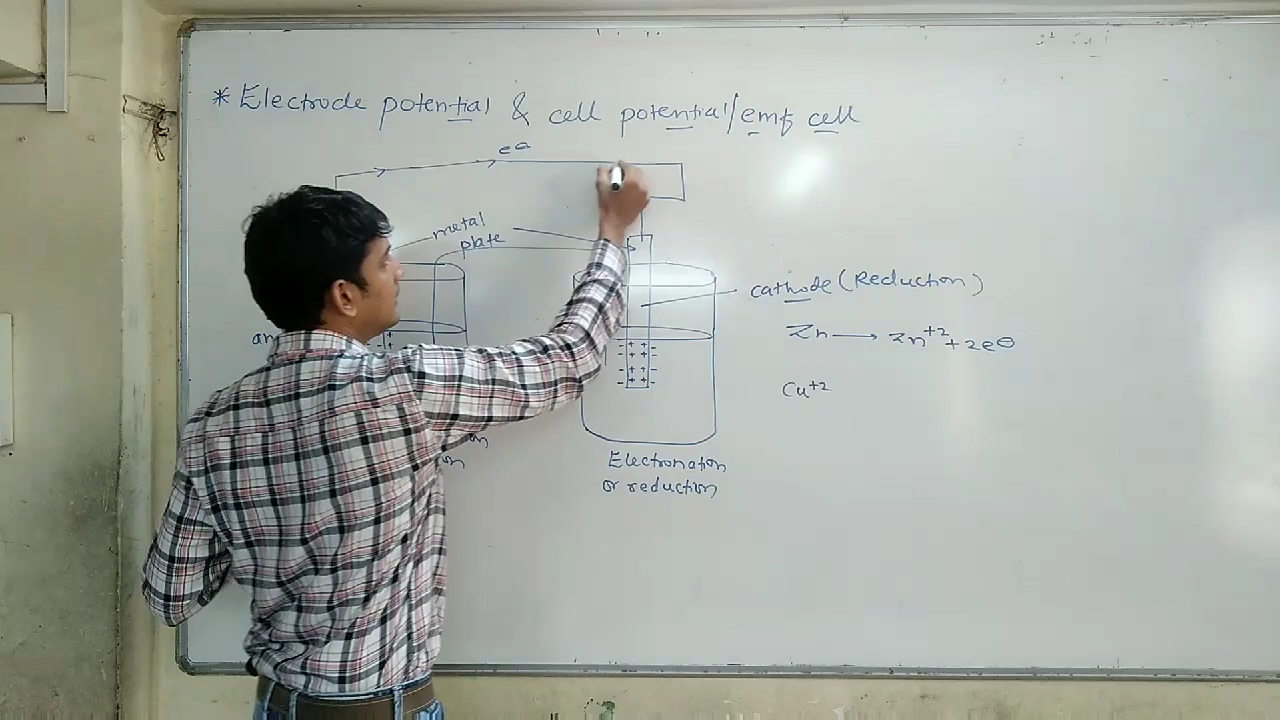 * Electrode potential & cell potential/emf cell
e⊖
metal
plate
cathode (Reduction)
Zn ⟶ Zn⁺² + 2e⊖
Cu⁺²
Electronation
or reduction